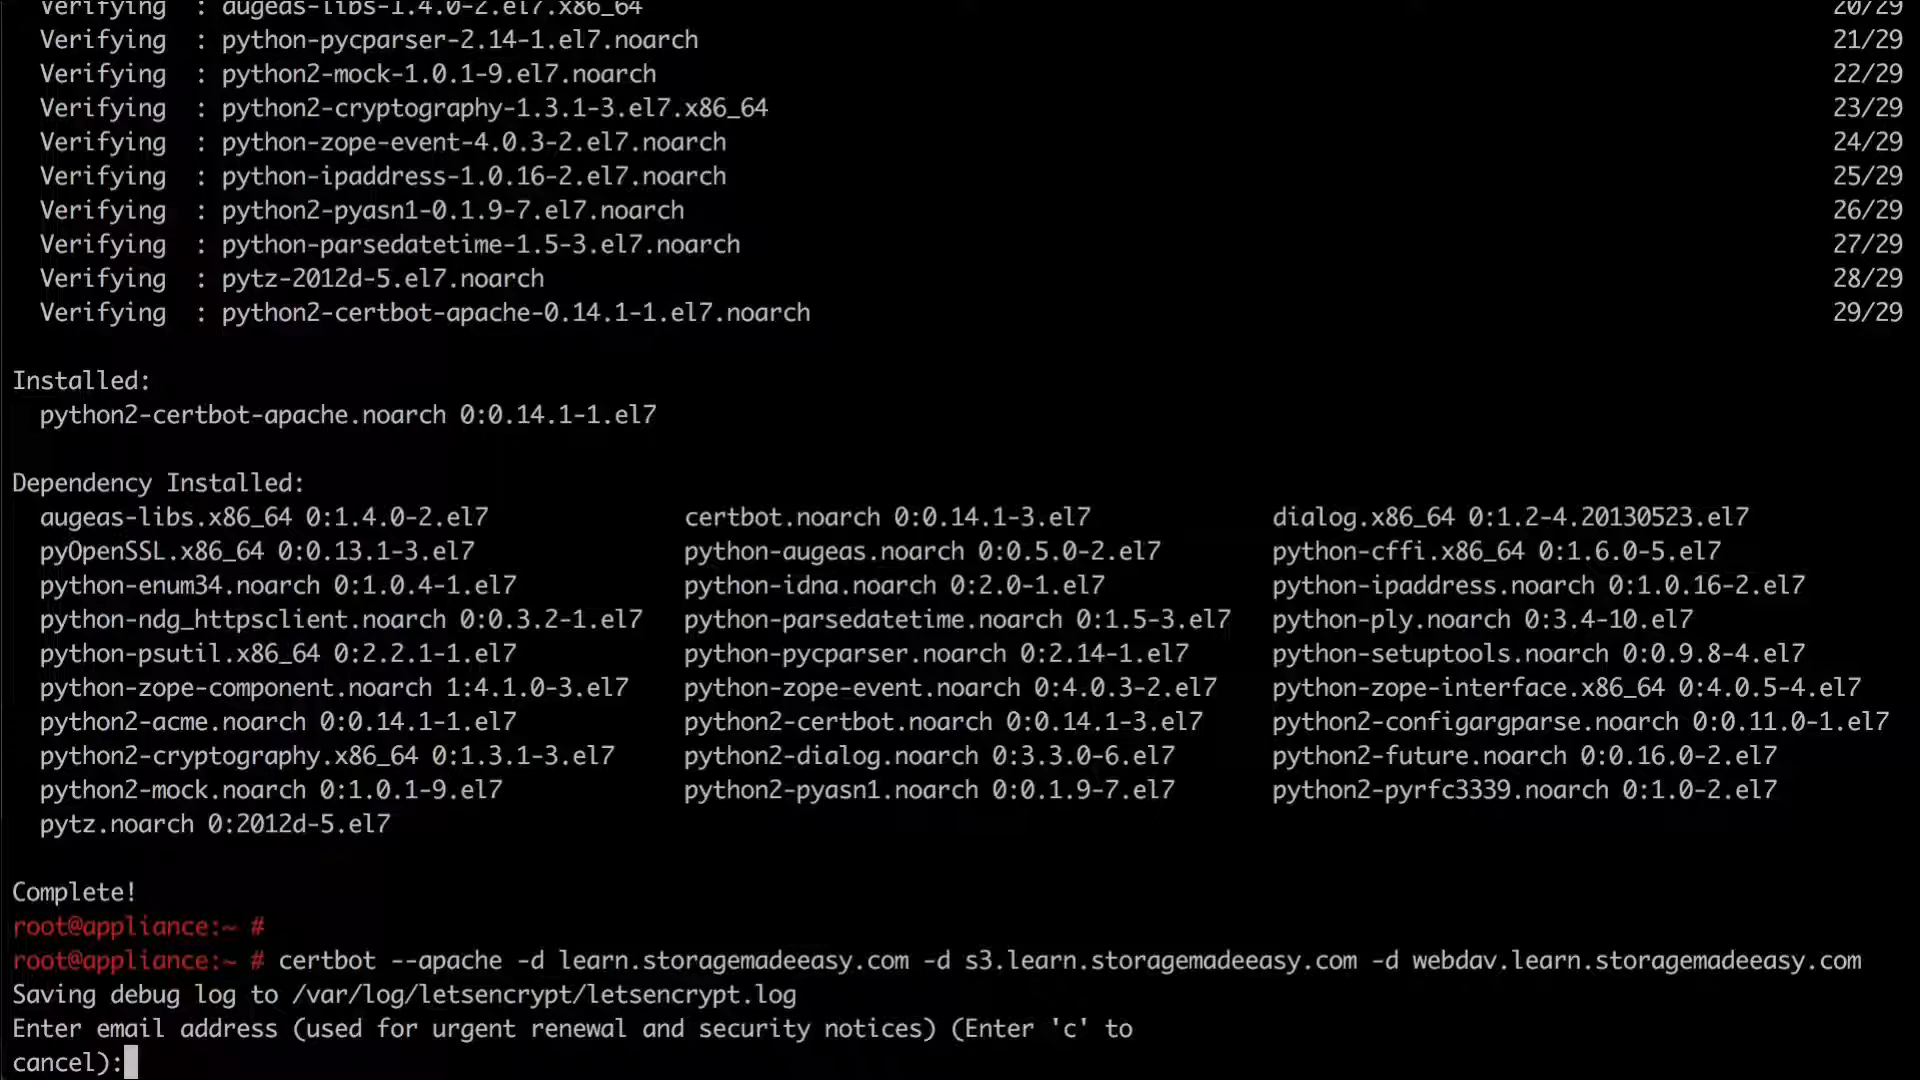 Verifying : augeas-libs-1.4.0-2.el7.x86_64 20/29
Verifying : python-pycparser-2.14-1.el7.noarch 21/29
Verifying : python2-mock-1.0.1-9.el7.noarch 22/29
Verifying : python2-cryptography-1.3.1-3.el7.x86_64 23/29
Verifying : python-zope-event-4.0.3-2.el7.noarch 24/29
Verifying : python-ipaddress-1.0.16-2.el7.noarch 25/29
Verifying : python2-pyasn1-0.1.9-7.el7.noarch 26/29
Verifying : python-parsedatetime-1.5-3.el7.noarch 27/29
Verifying : pytz-2012d-5.el7.noarch 28/29
Verifying : python2-certbot-apache-0.14.1-1.el7.noarch 29/29
Installed:
python2-certbot-apache.noarch 0:0.14.1-1.el7
Dependency Installed:
augeas-libs.x86_64 0:1.4.0-2.el7 certbot.noarch 0:0.14.1-3.el7 dialog.x86_64 0:1.2-4.20130523.el7
pyOpenSSL.x86_64 0:0.13.1-3.el7 python-augeas.noarch 0:0.5.0-2.el7 python-cffi.x86_64 0:1.6.0-5.el7
python-enum34.noarch 0:1.0.4-1.el7 python-idna.noarch 0:2.0-1.el7 python-ipaddress.noarch 0:1.0.16-2.el7
python-ndg_httpsclient.noarch 0:0.3.2-1.el7 python-parsedatetime.noarch 0:1.5-3.el7 python-ply.noarch 0:3.4-10.el7
python-psutil.x86_64 0:2.2.1-1.el7 python-pycparser.noarch 0:2.14-1.el7 python-setuptools.noarch 0:0.9.8-4.el7
python-zope-component.noarch 1:4.1.0-3.el7 python-zope-event.noarch 0:4.0.3-2.el7 python-zope-interface.x86_64 0:4.0.5-4.el7
python2-acme.noarch 0:0.14.1-1.el7 python2-certbot.noarch 0:0.14.1-3.el7 python2-configargparse.noarch 0:0.11.0-1.el7
python2-cryptography.x86_64 0:1.3.1-3.el7 python2-dialog.noarch 0:3.3.0-6.el7 python2-future.noarch 0:0.16.0-2.el7
python2-mock.noarch 0:1.0.1-9.el7 python2-pyasn1.noarch 0:0.1.9-7.el7 python2-pyrfc3339.noarch 0:1.0-2.el7
pytz.noarch 0:2012d-5.el7
Complete!
root@appliance:~ #
root@appliance:~ # certbot --apache -d learn.storagemadeeasy.com -d s3.learn.storagemadeeasy.com -d webdav.learn.storagemadeeasy.com
Saving debug log to /var/log/letsencrypt/letsencrypt.log
Enter email address (used for urgent renewal and security notices) (Enter 'c' to
cancel):